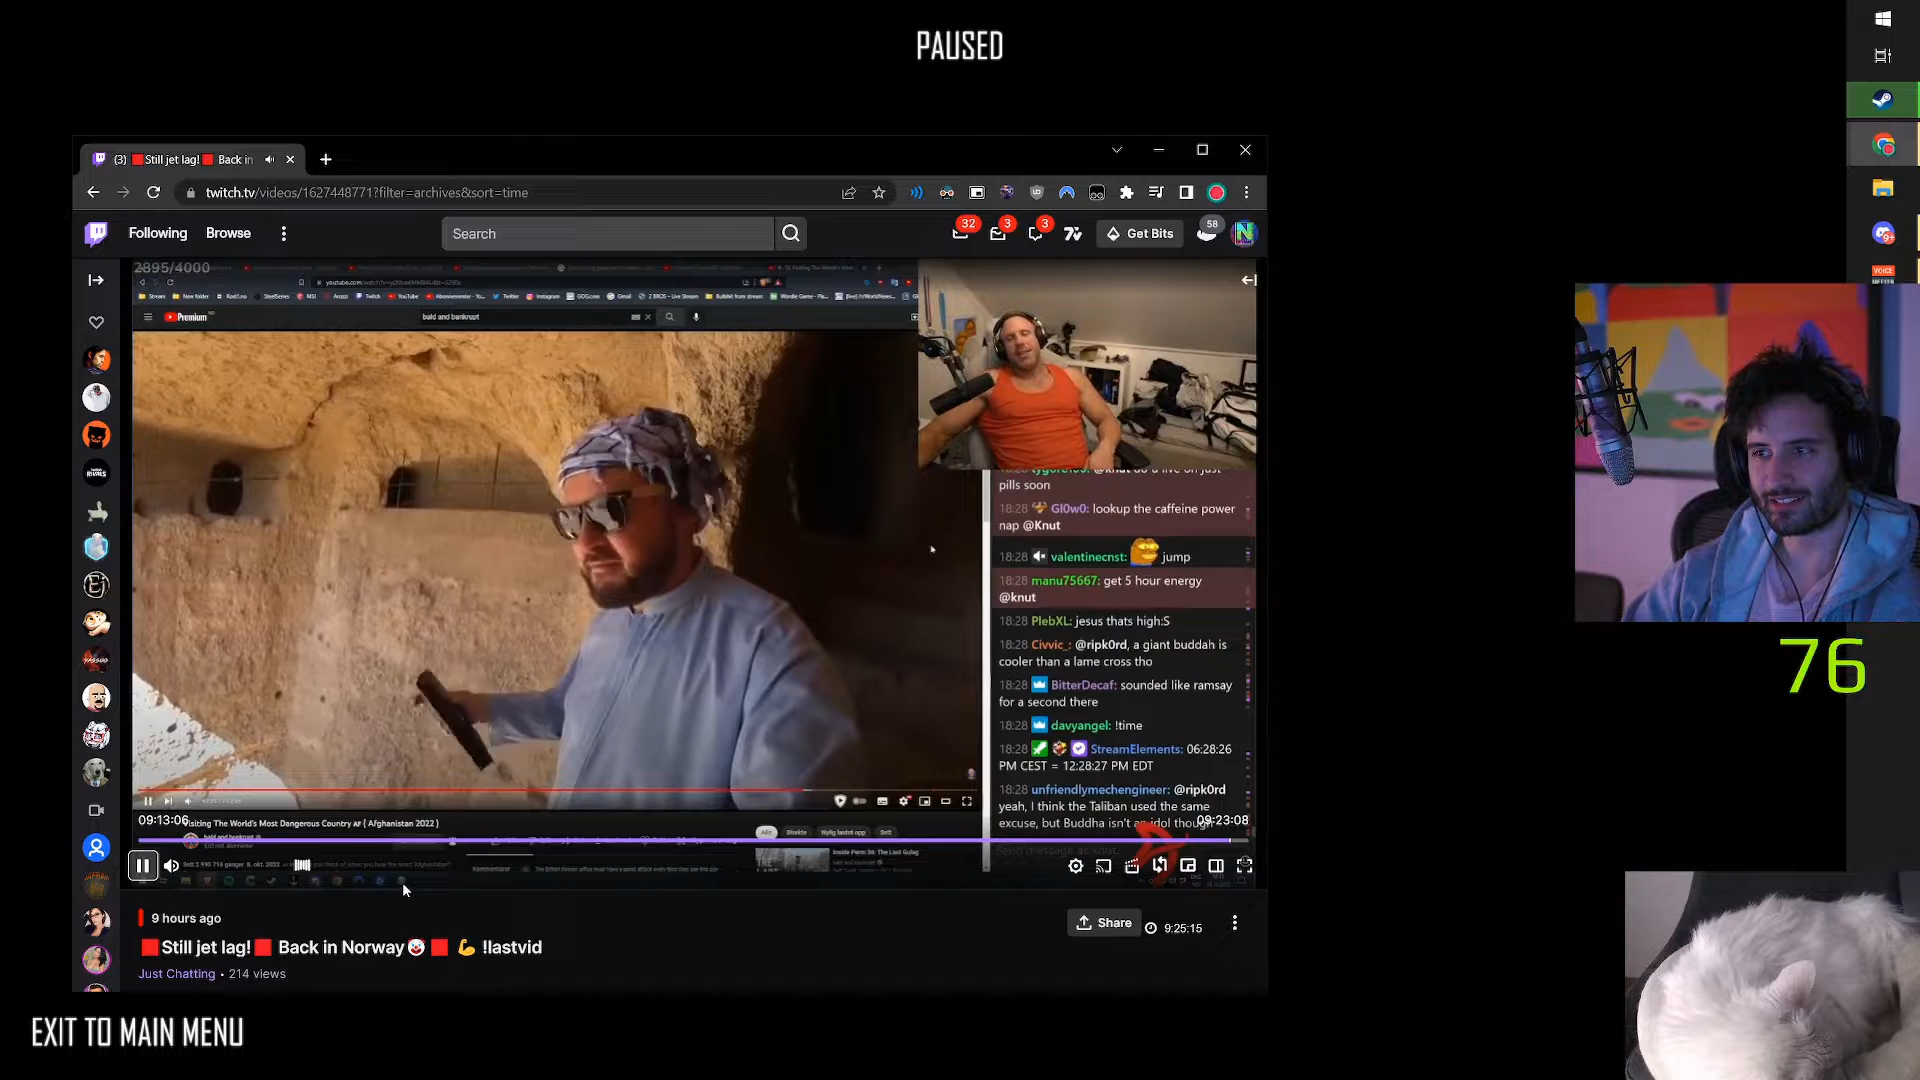 PAUSED
(3) 🟥Still jet lag!🟥 Back in
twitch.tv/videos/1627448771?filter=archives&sort=time
Following
Browse
Search
32
3
3
Get Bits
58
2895/4000
Premium
bald and bankrupt
pills soon
18:28 Gl0w0: lookup the caffeine power
nap @Knut
18:28 valentinecnst: jump
18:28 manu75667: get 5 hour energy
@knut
18:28 PlebXL: jesus thats high:S
18:28 Civvic_: @ripk0rd, a giant buddah is
cooler than a lame cross tho
18:28 BitterDecaf: sounded like ramsay
for a second there
18:28 davyangel: !time
18:28 StreamElements: 06:28:26
PM CEST = 12:28:27 PM EDT
18:28 unfriendlymechengineer: @ripk0rd
yeah, I think the Taliban used the same
excuse, but Buddha isn't an idol though
09:13:06
Visiting The World's Most Dangerous Country AF ( Afghanistan 2022 )
09:23:08
9 hours ago
Share
9:25:15
🟥Still jet lag!🟥 Back in Norway🤡🟥 💪 !lastvid
Just Chatting • 214 views
EXIT TO MAIN MENU
76